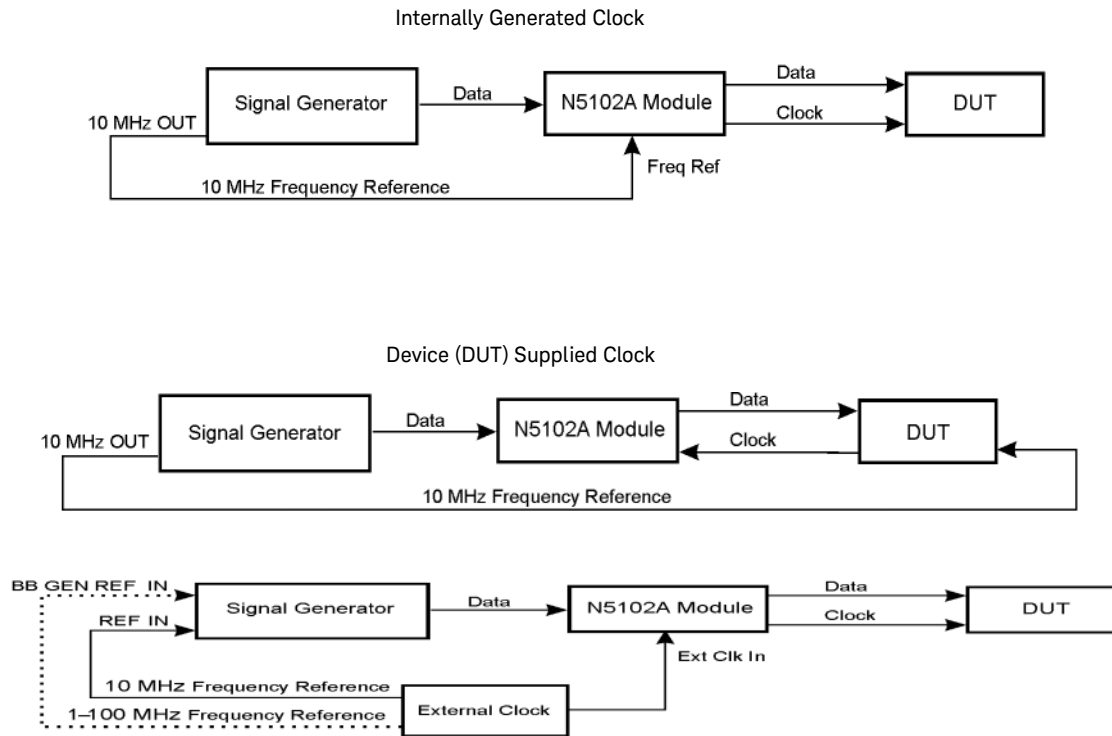 Internally Generated Clock
Signal Generator
Data
N5102A Module
Data
Clock
DUT
10 MHz OUT
Freq Ref
10 MHz Frequency Reference
Device (DUT) Supplied Clock
Signal Generator
Data
N5102A Module
Data
Clock
DUT
10 MHz OUT
10 MHz Frequency Reference
BB GEN REF IN
REF IN
Signal Generator
Data
N5102A Module
Data
Clock
DUT
Ext Clk In
10 MHz Frequency Reference
1–100 MHz Frequency Reference
External Clock